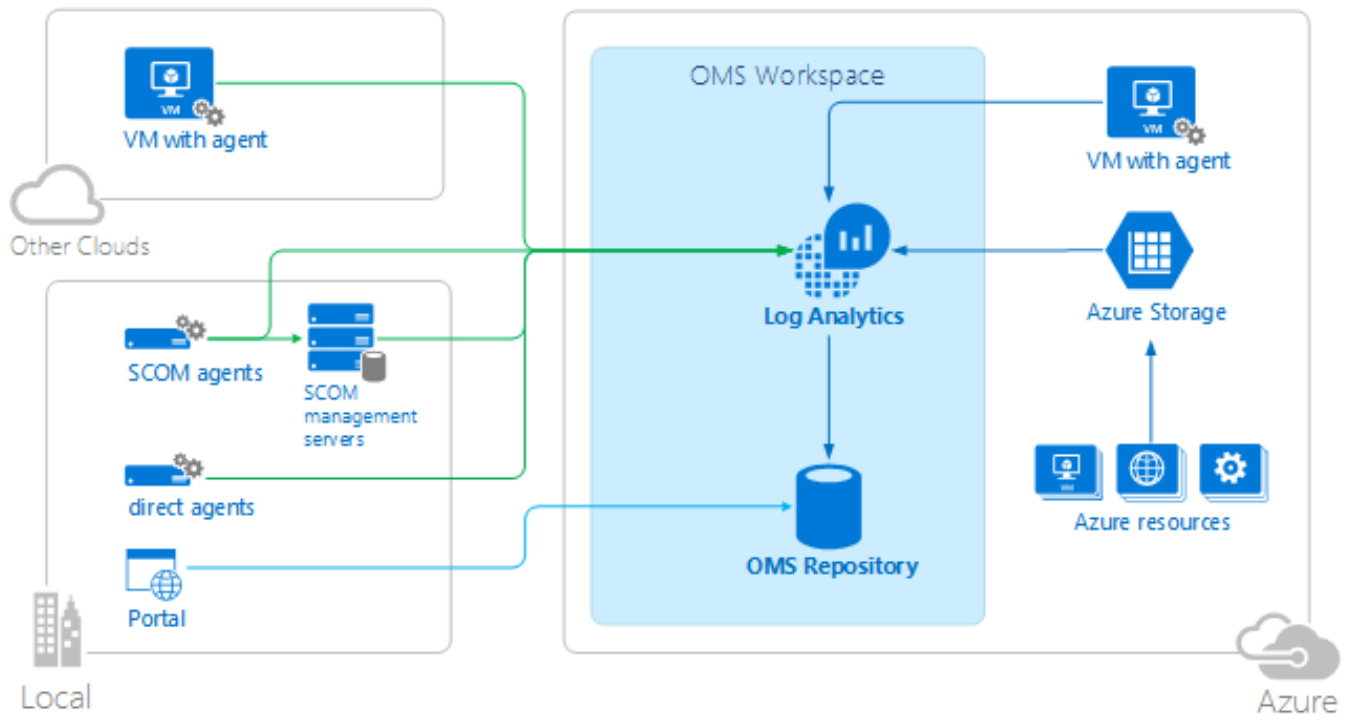 OMS Workspace
VM
VM with agent
VM
VM with agent
Other Clouds
Log Analytics
Azure Storage
SCOM agents
SCOM
management
servers
direct agents
VM
Azure resources
OMS Repository
Portal
Local
Azure